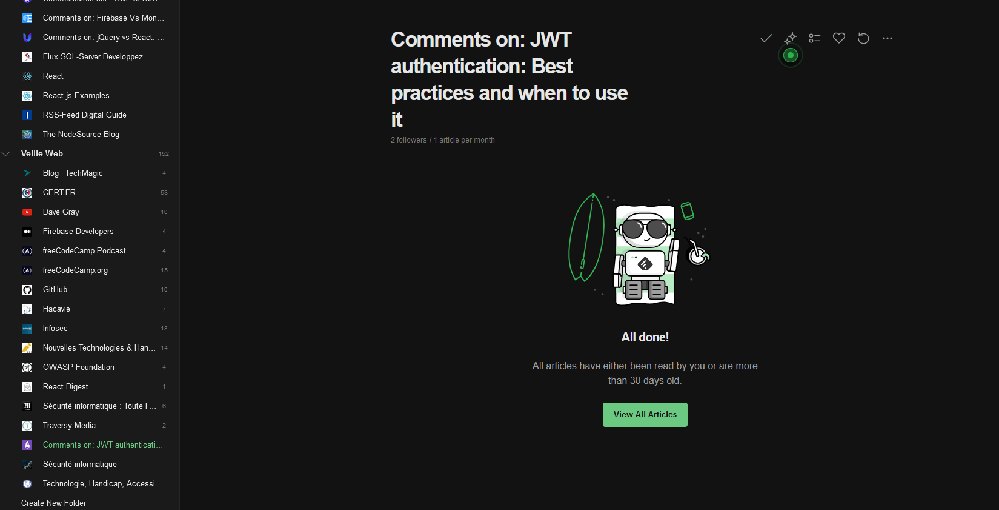 Comments on: Firebase Vs Mon...
Comments on: jQuery vs React: ...
Flux SQL-Server Developpez
React
React.js Examples
RSS-Feed Digital Guide
The NodeSource Blog
Veille Web 152
Blog | TechMagic 4
CERT-FR 53
Dave Gray 10
Firebase Developers 4
freeCodeCamp Podcast 4
freeCodeCamp.org 15
GitHub 10
Hacavie 7
Infosec 18
Nouvelles Technologies & Han... 14
OWASP Foundation 4
React Digest 1
Sécurité informatique : Toute l'... 6
Traversy Media 2
Comments on: JWT authenticati...
Sécurité informatique
Technologie, Handicap, Accessi...
Create New Folder
Comments on: JWT
authentication: Best
practices and when to use
it
2 followers / 1 article per month
All done!
All articles have either been read by you or are more
than 30 days old.
View All Articles